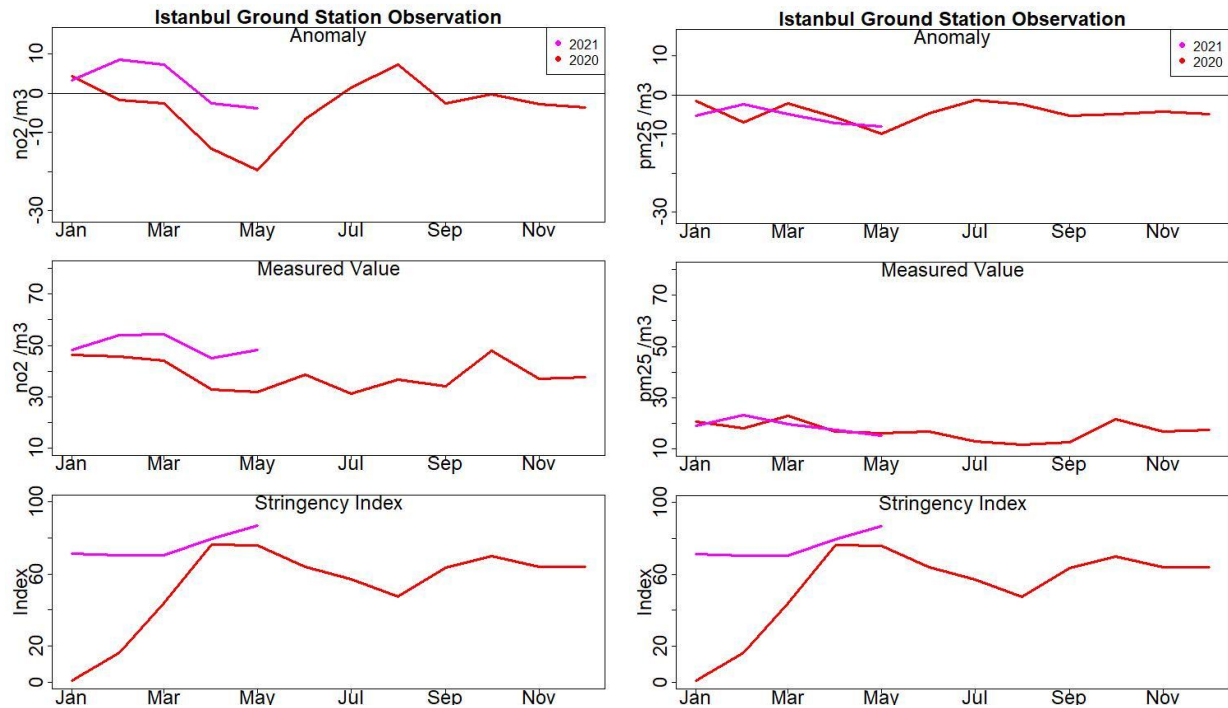 Istanbul Ground Station Observation
Anomaly
2021
2020
no2 /m3
10
0
-10
-30
Jan Mar May Jul Sep Nov
Measured Value
no2 /m3
70
50
30
10
Jan Mar May Jul Sep Nov
Stringency Index
Index
100
60
20
0
Jan Mar May Jul Sep Nov
Istanbul Ground Station Observation
Anomaly
2021
2020
pm25 /m3
10
0
-10
-30
Jan Mar May Jul Sep Nov
Measured Value
pm25 /m3
70
50
30
10
Jan Mar May Jul Sep Nov
Stringency Index
Index
100
60
20
0
Jan Mar May Jul Sep Nov